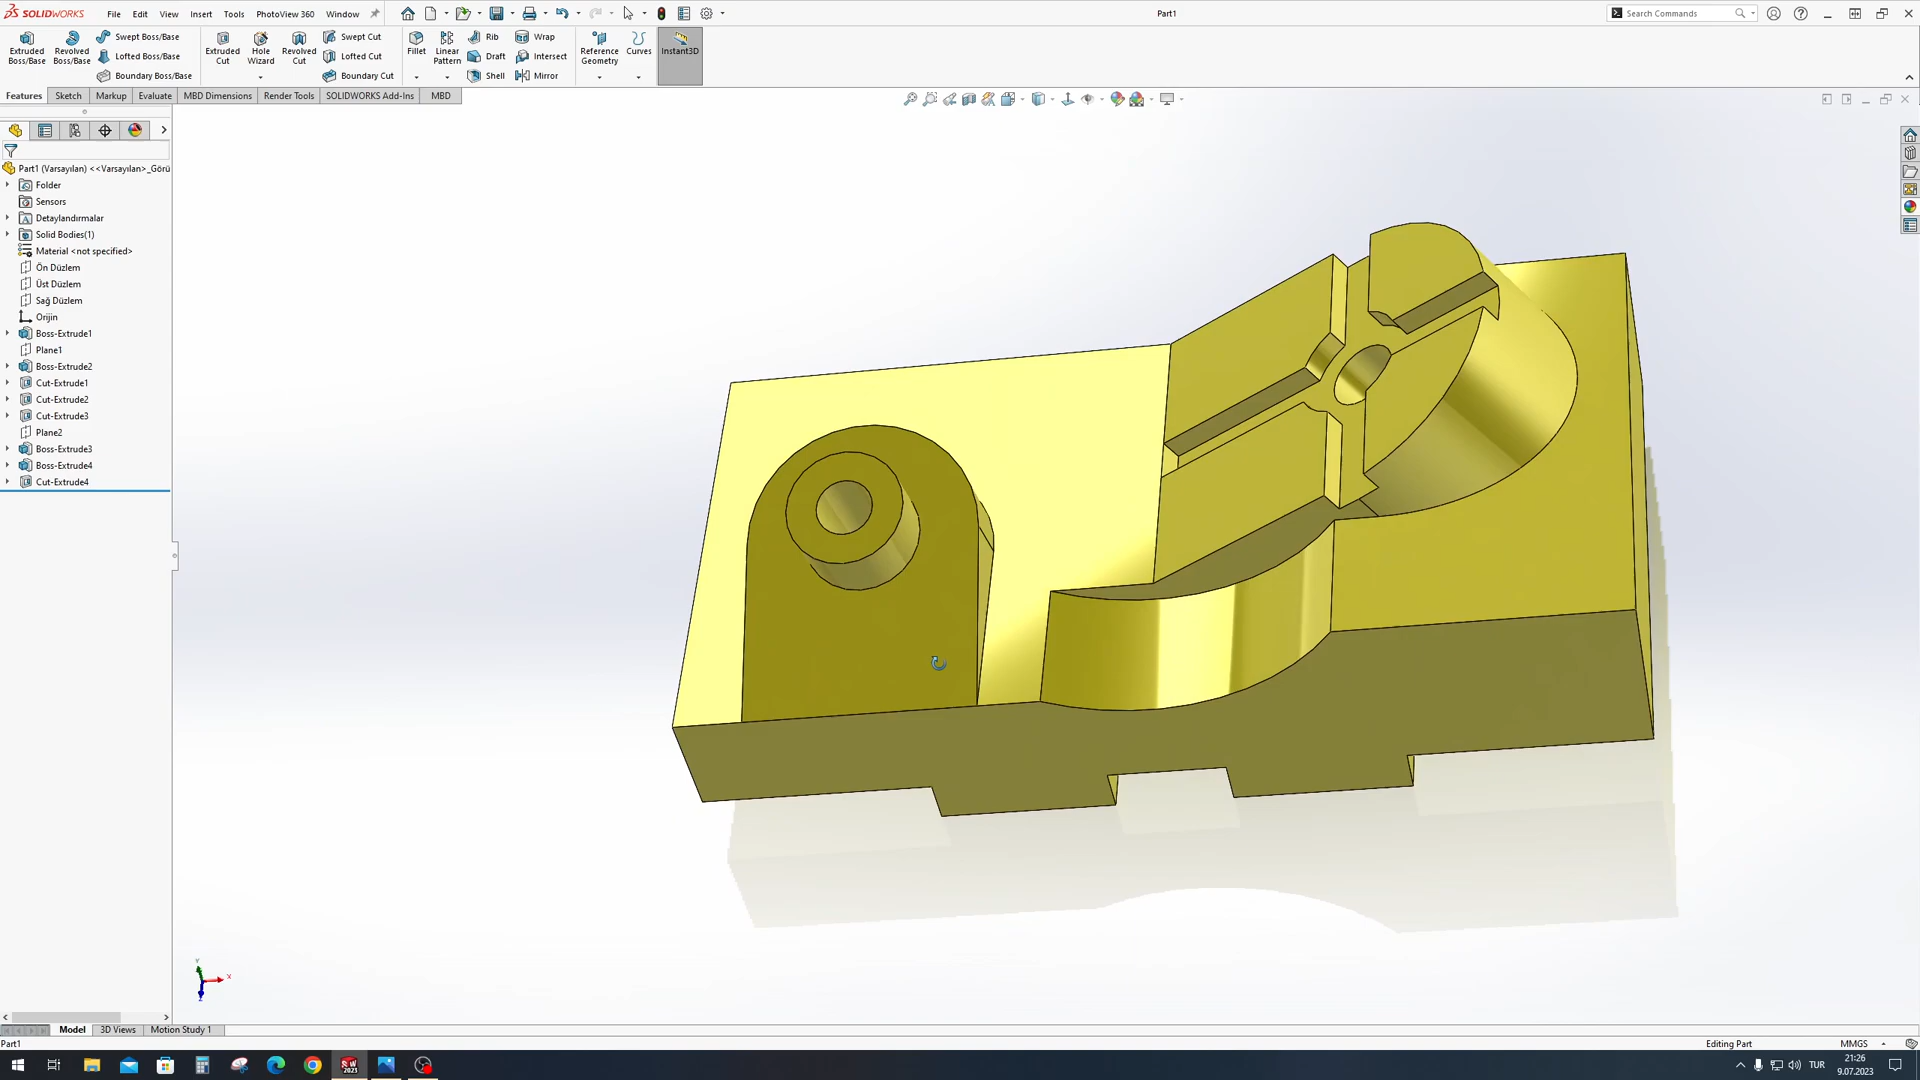 SOLIDWORKS File Edit View Insert Tools PhotoView 360 Window Part1 Search Commands
Extruded Boss/Base
Revolved Boss/Base
Swept Boss/Base
Lofted Boss/Base
Boundary Boss/Base
Extruded Cut
Hole Wizard
Revolved Cut
Swept Cut
Lofted Cut
Boundary Cut
Fillet
Linear Pattern
Rib
Draft
Shell
Wrap
Intersect
Mirror
Reference Geometry
Curves
Instant3D
Features Sketch Markup Evaluate MBD Dimensions Render Tools SOLIDWORKS Add-Ins MBD
Part1 (Varsayılan) <<Varsayılan>_Görü
Folder
Sensors
Detaylandırmalar
Solid Bodies(1)
Material <not specified>
Ön Düzlem
Üst Düzlem
Sağ Düzlem
Orijin
Boss-Extrude1
Plane1
Boss-Extrude2
Cut-Extrude1
Cut-Extrude2
Cut-Extrude3
Plane2
Boss-Extrude3
Boss-Extrude4
Cut-Extrude4
Y
X
Z
Model 3D Views Motion Study 1
Part1 Editing Part MMGS
SW 2023
TUR
21:26
9.07.2023